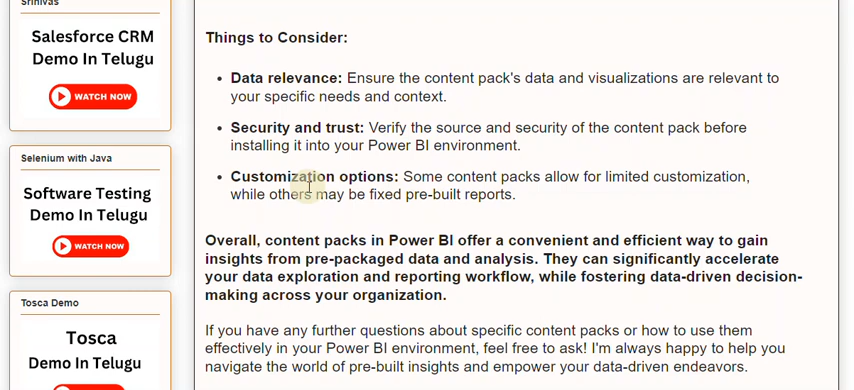 Srinivas
Salesforce CRM
Demo In Telugu
WATCH NOW
Selenium with Java
Software Testing
Demo In Telugu
WATCH NOW
Tosca Demo
Tosca
Demo In Telugu
Things to Consider:
• Data relevance: Ensure the content pack's data and visualizations are relevant to
your specific needs and context.
• Security and trust: Verify the source and security of the content pack before
installing it into your Power BI environment.
• Customization options: Some content packs allow for limited customization,
while others may be fixed pre-built reports.
Overall, content packs in Power BI offer a convenient and efficient way to gain
insights from pre-packaged data and analysis. They can significantly accelerate
your data exploration and reporting workflow, while fostering data-driven decision-
making across your organization.
If you have any further questions about specific content packs or how to use them
effectively in your Power BI environment, feel free to ask! I'm always happy to help you
navigate the world of pre-built insights and empower your data-driven endeavors.